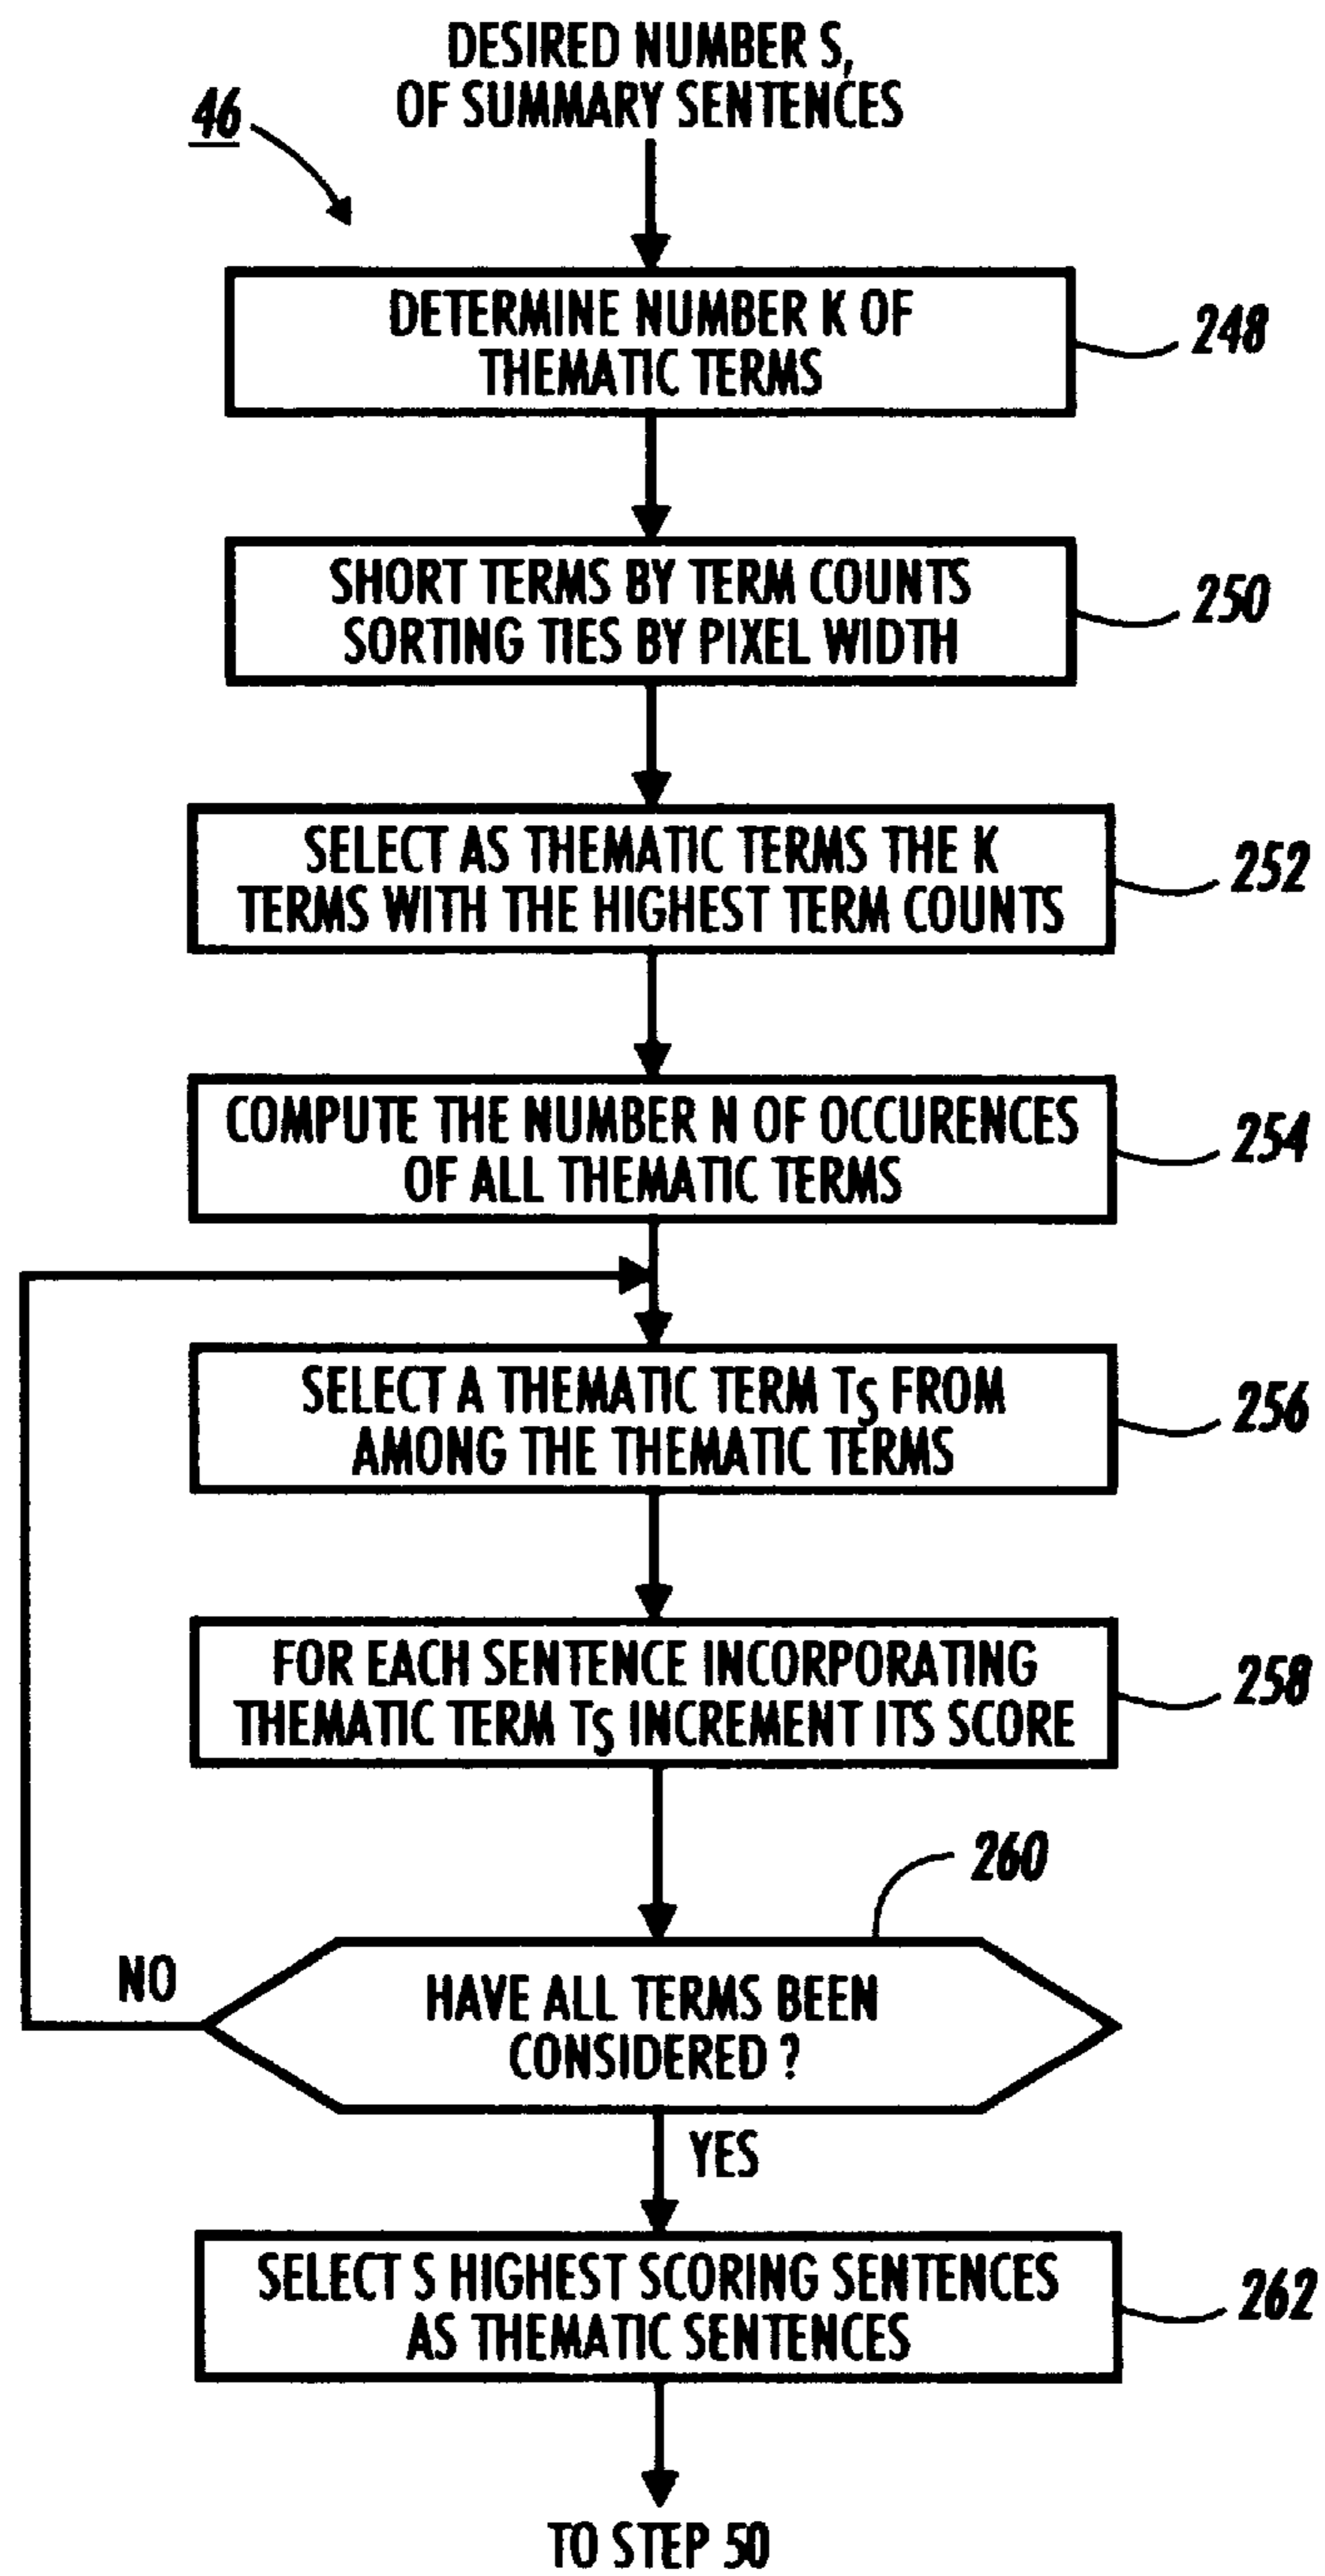 DESIRED NUMBER S,
OF SUMMARY SENTENCES
46
DETERMINE NUMBER K OF
THEMATIC TERMS
248
SHORT TERMS BY TERM COUNTS
SORTING TIES BY PIXEL WIDTH
250
SELECT AS THEMATIC TERMS THE K
TERMS WITH THE HIGHEST TERM COUNTS
252
COMPUTE THE NUMBER N OF OCCURENCES
OF ALL THEMATIC TERMS
254
SELECT A THEMATIC TERM TS FROM
AMONG THE THEMATIC TERMS
256
FOR EACH SENTENCE INCORPORATING
THEMATIC TERM TS INCREMENT ITS SCORE
258
260
HAVE ALL TERMS BEEN
CONSIDERED ?
NO
YES
SELECT S HIGHEST SCORING SENTENCES
AS THEMATIC SENTENCES
262
TO STEP 50